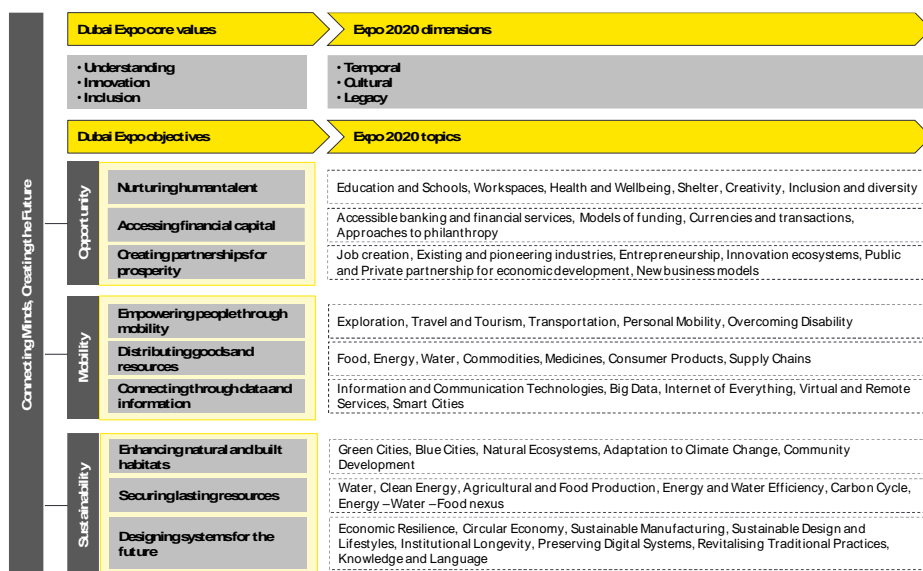 Connecting Minds, Creating the Future
Dubai Expo core values
Expo 2020 dimensions
• Understanding
• Innovation
• Inclusion
• Temporal
• Cultural
• Legacy
Dubai Expo objectives
Expo 2020 topics
Opportunity
Nurturing human talent
Education and Schools, Workspaces, Health and Wellbeing, Shelter, Creativity, Inclusion and diversity
Accessing financial capital
Accessible banking and financial services, Models of funding, Currencies and transactions,
Approaches to philanthropy
Creating partnerships for
prosperity
Job creation, Existing and pioneering industries, Entrepreneurship, Innovation ecosystems, Public
and Private partnership for economic development, New business models
Mobility
Empowering people through
mobility
Exploration, Travel and Tourism, Transportation, Personal Mobility, Overcoming Disability
Distributing goods and
resources
Food, Energy, Water, Commodities, Medicines, Consumer Products, Supply Chains
Connecting through data and
information
Information and Communication Technologies, Big Data, Internet of Everything, Virtual and Remote
Services, Smart Cities
Sustainability
Enhancing natural and built
habitats
Green Cities, Blue Cities, Natural Ecosystems, Adaptation to Climate Change, Community
Development
Securing lasting resources
Water, Clean Energy, Agricultural and Food Production, Energy and Water Efficiency, Carbon Cycle,
Energy – Water – Food nexus
Designing systems for the
future
Economic Resilience, Circular Economy, Sustainable Manufacturing, Sustainable Design and
Lifestyles, Institutional Longevity, Preserving Digital Systems, Revitalising Traditional Practices,
Knowledge and Language